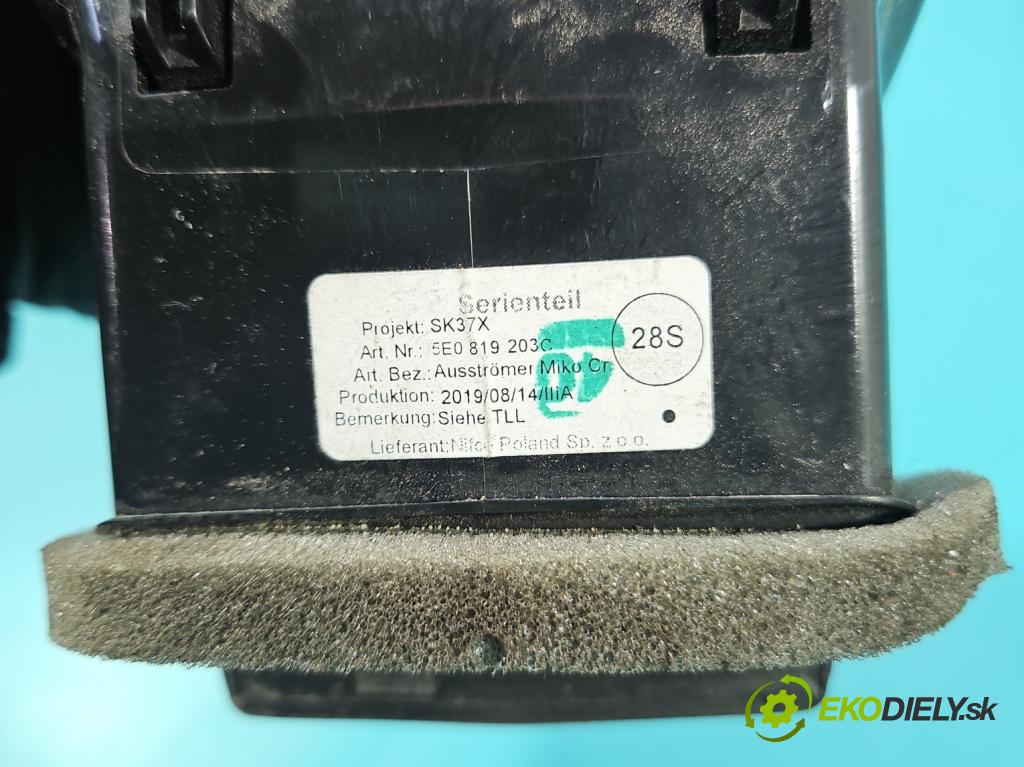 Serienteil
Projekt: SK37X
Art. Nr.: 5E0 819 203C
28S
Art. Bez.: Ausströmer Miko Cr.
Produktion: 2019/08/14/IIIA
Bemerkung: Siehe TLL
Lieferant: Nifco Poland Sp. z o.o.
EKODIELY.sk